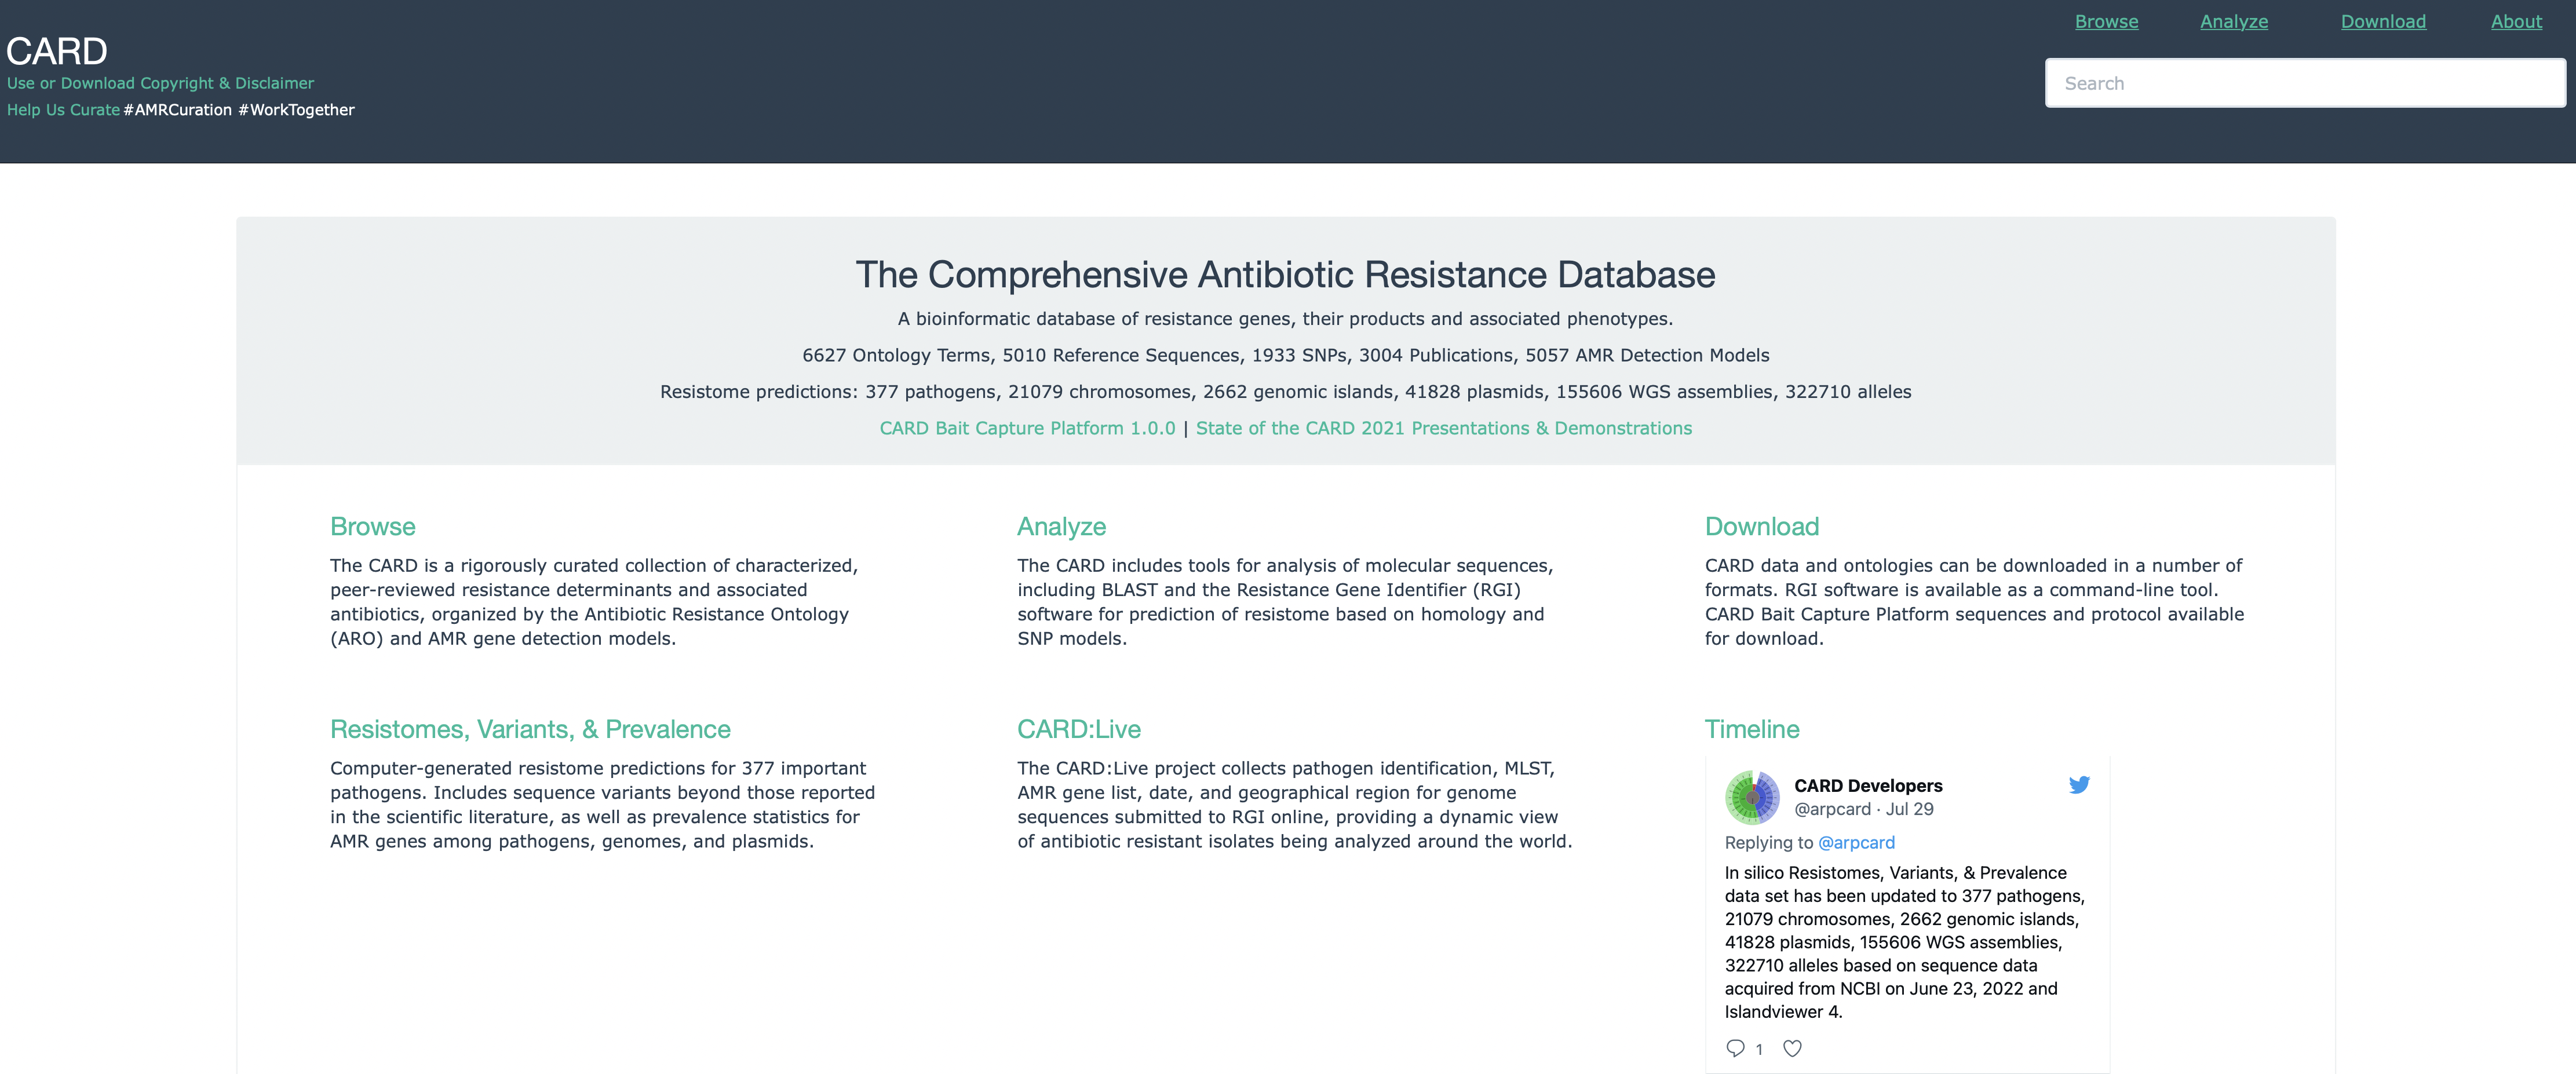 CARD
Use or Download Copyright & Disclaimer
Help Us Curate #AMRCuration #WorkTogether
Browse Analyze Download About
Search
The Comprehensive Antibiotic Resistance Database
A bioinformatic database of resistance genes, their products and associated phenotypes.
6627 Ontology Terms, 5010 Reference Sequences, 1933 SNPs, 3004 Publications, 5057 AMR Detection Models
Resistome predictions: 377 pathogens, 21079 chromosomes, 2662 genomic islands, 41828 plasmids, 155606 WGS assemblies, 322710 alleles
CARD Bait Capture Platform 1.0.0 | State of the CARD 2021 Presentations & Demonstrations
Browse
The CARD is a rigorously curated collection of characterized,
peer-reviewed resistance determinants and associated
antibiotics, organized by the Antibiotic Resistance Ontology
(ARO) and AMR gene detection models.
Analyze
The CARD includes tools for analysis of molecular sequences,
including BLAST and the Resistance Gene Identifier (RGI)
software for prediction of resistome based on homology and
SNP models.
Download
CARD data and ontologies can be downloaded in a number of
formats. RGI software is available as a command-line tool.
CARD Bait Capture Platform sequences and protocol available
for download.
Resistomes, Variants, & Prevalence
Computer-generated resistome predictions for 377 important
pathogens. Includes sequence variants beyond those reported
in the scientific literature, as well as prevalence statistics for
AMR genes among pathogens, genomes, and plasmids.
CARD:Live
The CARD:Live project collects pathogen identification, MLST,
AMR gene list, date, and geographical region for genome
sequences submitted to RGI online, providing a dynamic view
of antibiotic resistant isolates being analyzed around the world.
Timeline
CARD Developers
@arpcard · Jul 29
Replying to @arpcard
In silico Resistomes, Variants, & Prevalence
data set has been updated to 377 pathogens,
21079 chromosomes, 2662 genomic islands,
41828 plasmids, 155606 WGS assemblies,
322710 alleles based on sequence data
acquired from NCBI on June 23, 2022 and
Islandviewer 4.
1